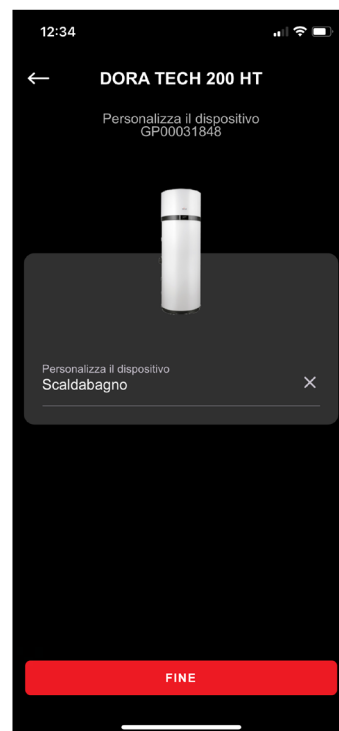 12:34
DORA TECH 200 HT
Personalizza il dispositivo
GP00031848
Personalizza il dispositivo
Scaldabagno
FINE